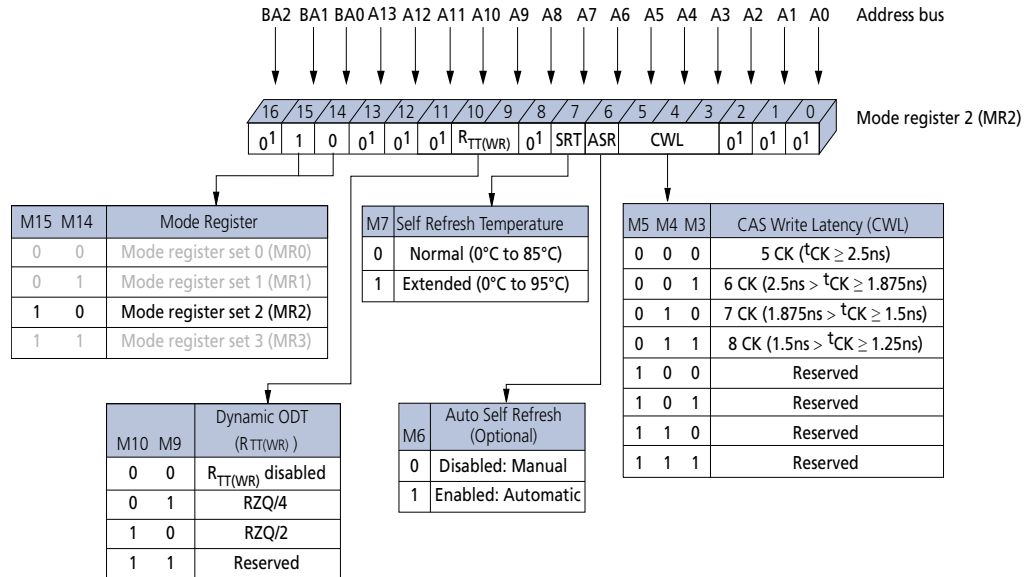 BA2 BA1 BA0 A13 A12 A11 A10 A9 A8 A7 A6 A5 A4 A3 A2 A1 A0 Address bus
16 15 14 13 12 11 10 9 8 7 6 5 4 3 2 1 0
Mode register 2 (MR2)
0¹ 1 0 0¹ 0¹ 0¹ RTT(WR) 0¹ SRT ASR CWL 0¹ 0¹ 0¹
M15 M14 Mode Register
0 0 Mode register set 0 (MR0)
0 1 Mode register set 1 (MR1)
1 0 Mode register set 2 (MR2)
1 1 Mode register set 3 (MR3)
M7 Self Refresh Temperature
0 Normal (0°C to 85°C)
1 Extended (0°C to 95°C)
M5 M4 M3 CAS Write Latency (CWL)
0 0 0 5 CK (tCK ≥ 2.5ns)
0 0 1 6 CK (2.5ns > tCK ≥ 1.875ns)
0 1 0 7 CK (1.875ns > tCK ≥ 1.5ns)
0 1 1 8 CK (1.5ns > tCK ≥ 1.25ns)
1 0 0 Reserved
1 0 1 Reserved
1 1 0 Reserved
1 1 1 Reserved
M10 M9 Dynamic ODT
(RTT(WR) )
0 0 RTT(WR) disabled
0 1 RZQ/4
1 0 RZQ/2
1 1 Reserved
M6 Auto Self Refresh
(Optional)
0 Disabled: Manual
1 Enabled: Automatic